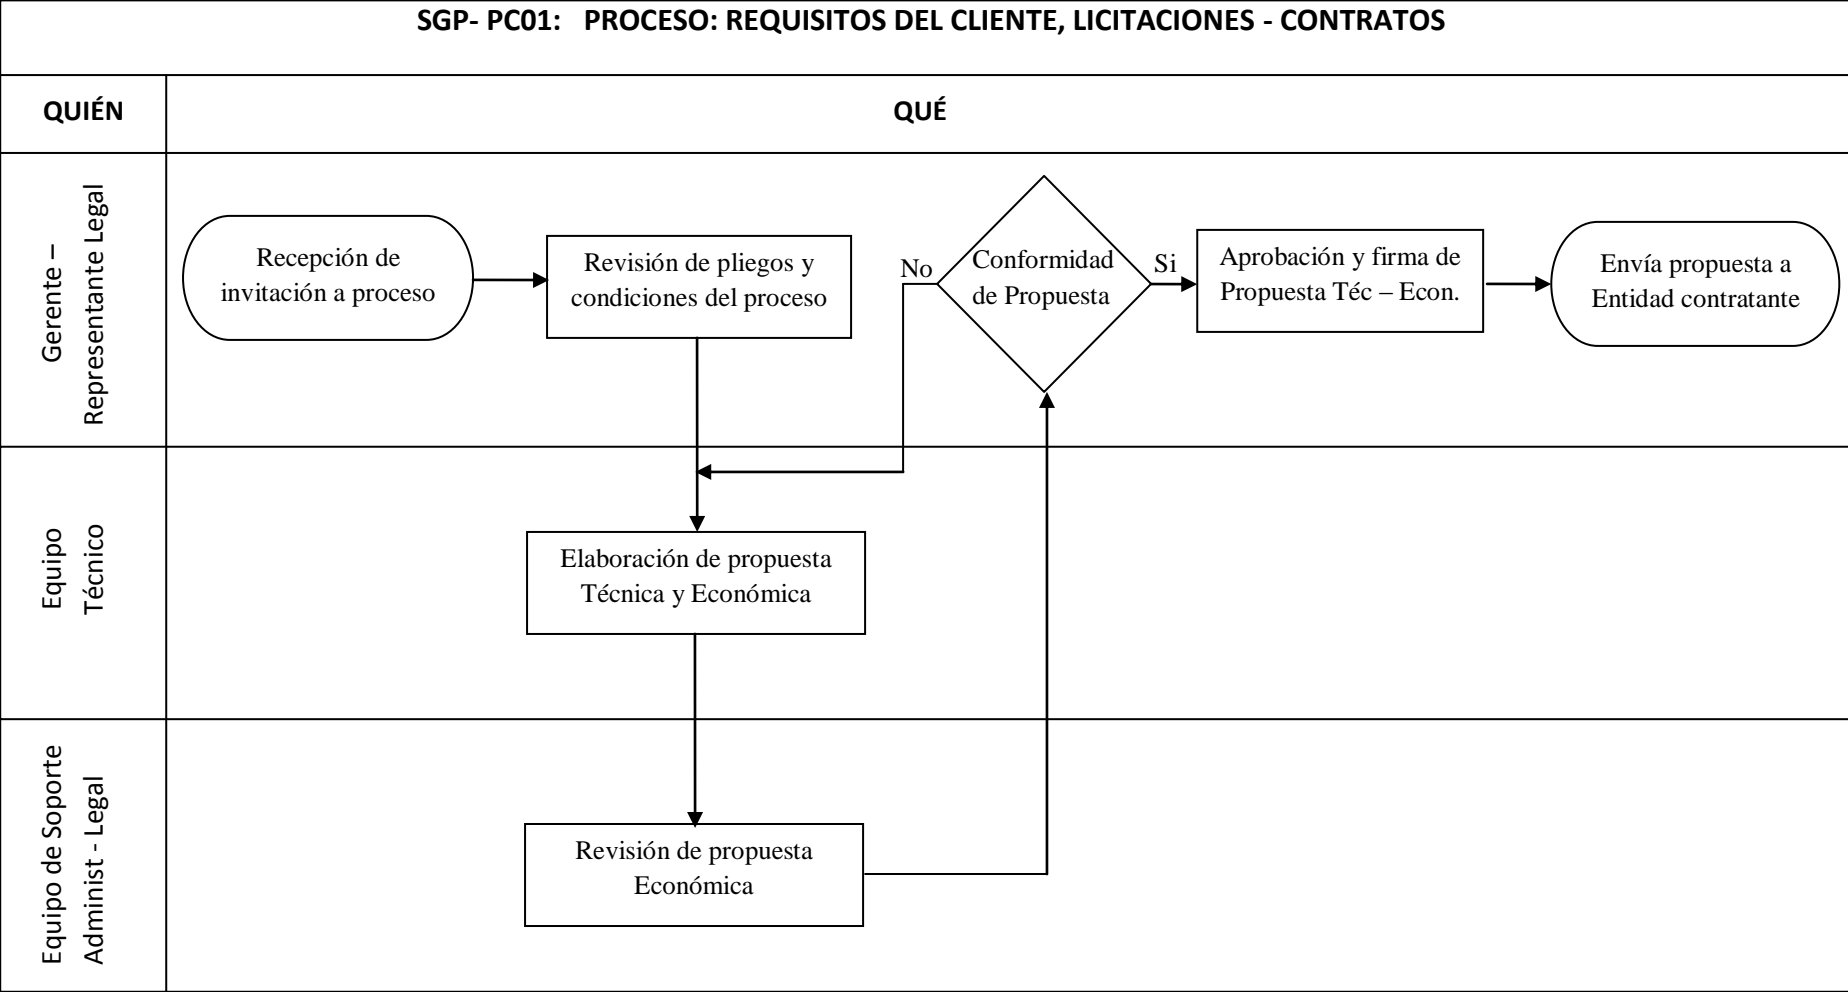 SGP- PC01: PROCESO: REQUISITOS DEL CLIENTE, LICITACIONES - CONTRATOS
QUIÉN
QUÉ
Gerente –
Representante Legal
Recepción de
invitación a proceso
Revisión de pliegos y
condiciones del proceso
No
Conformidad
de Propuesta
Si
Aprobación y firma de
Propuesta Téc – Econ.
Envía propuesta a
Entidad contratante
Equipo
Técnico
Elaboración de propuesta
Técnica y Económica
Equipo de Soporte
Administ - Legal
Revisión de propuesta
Económica